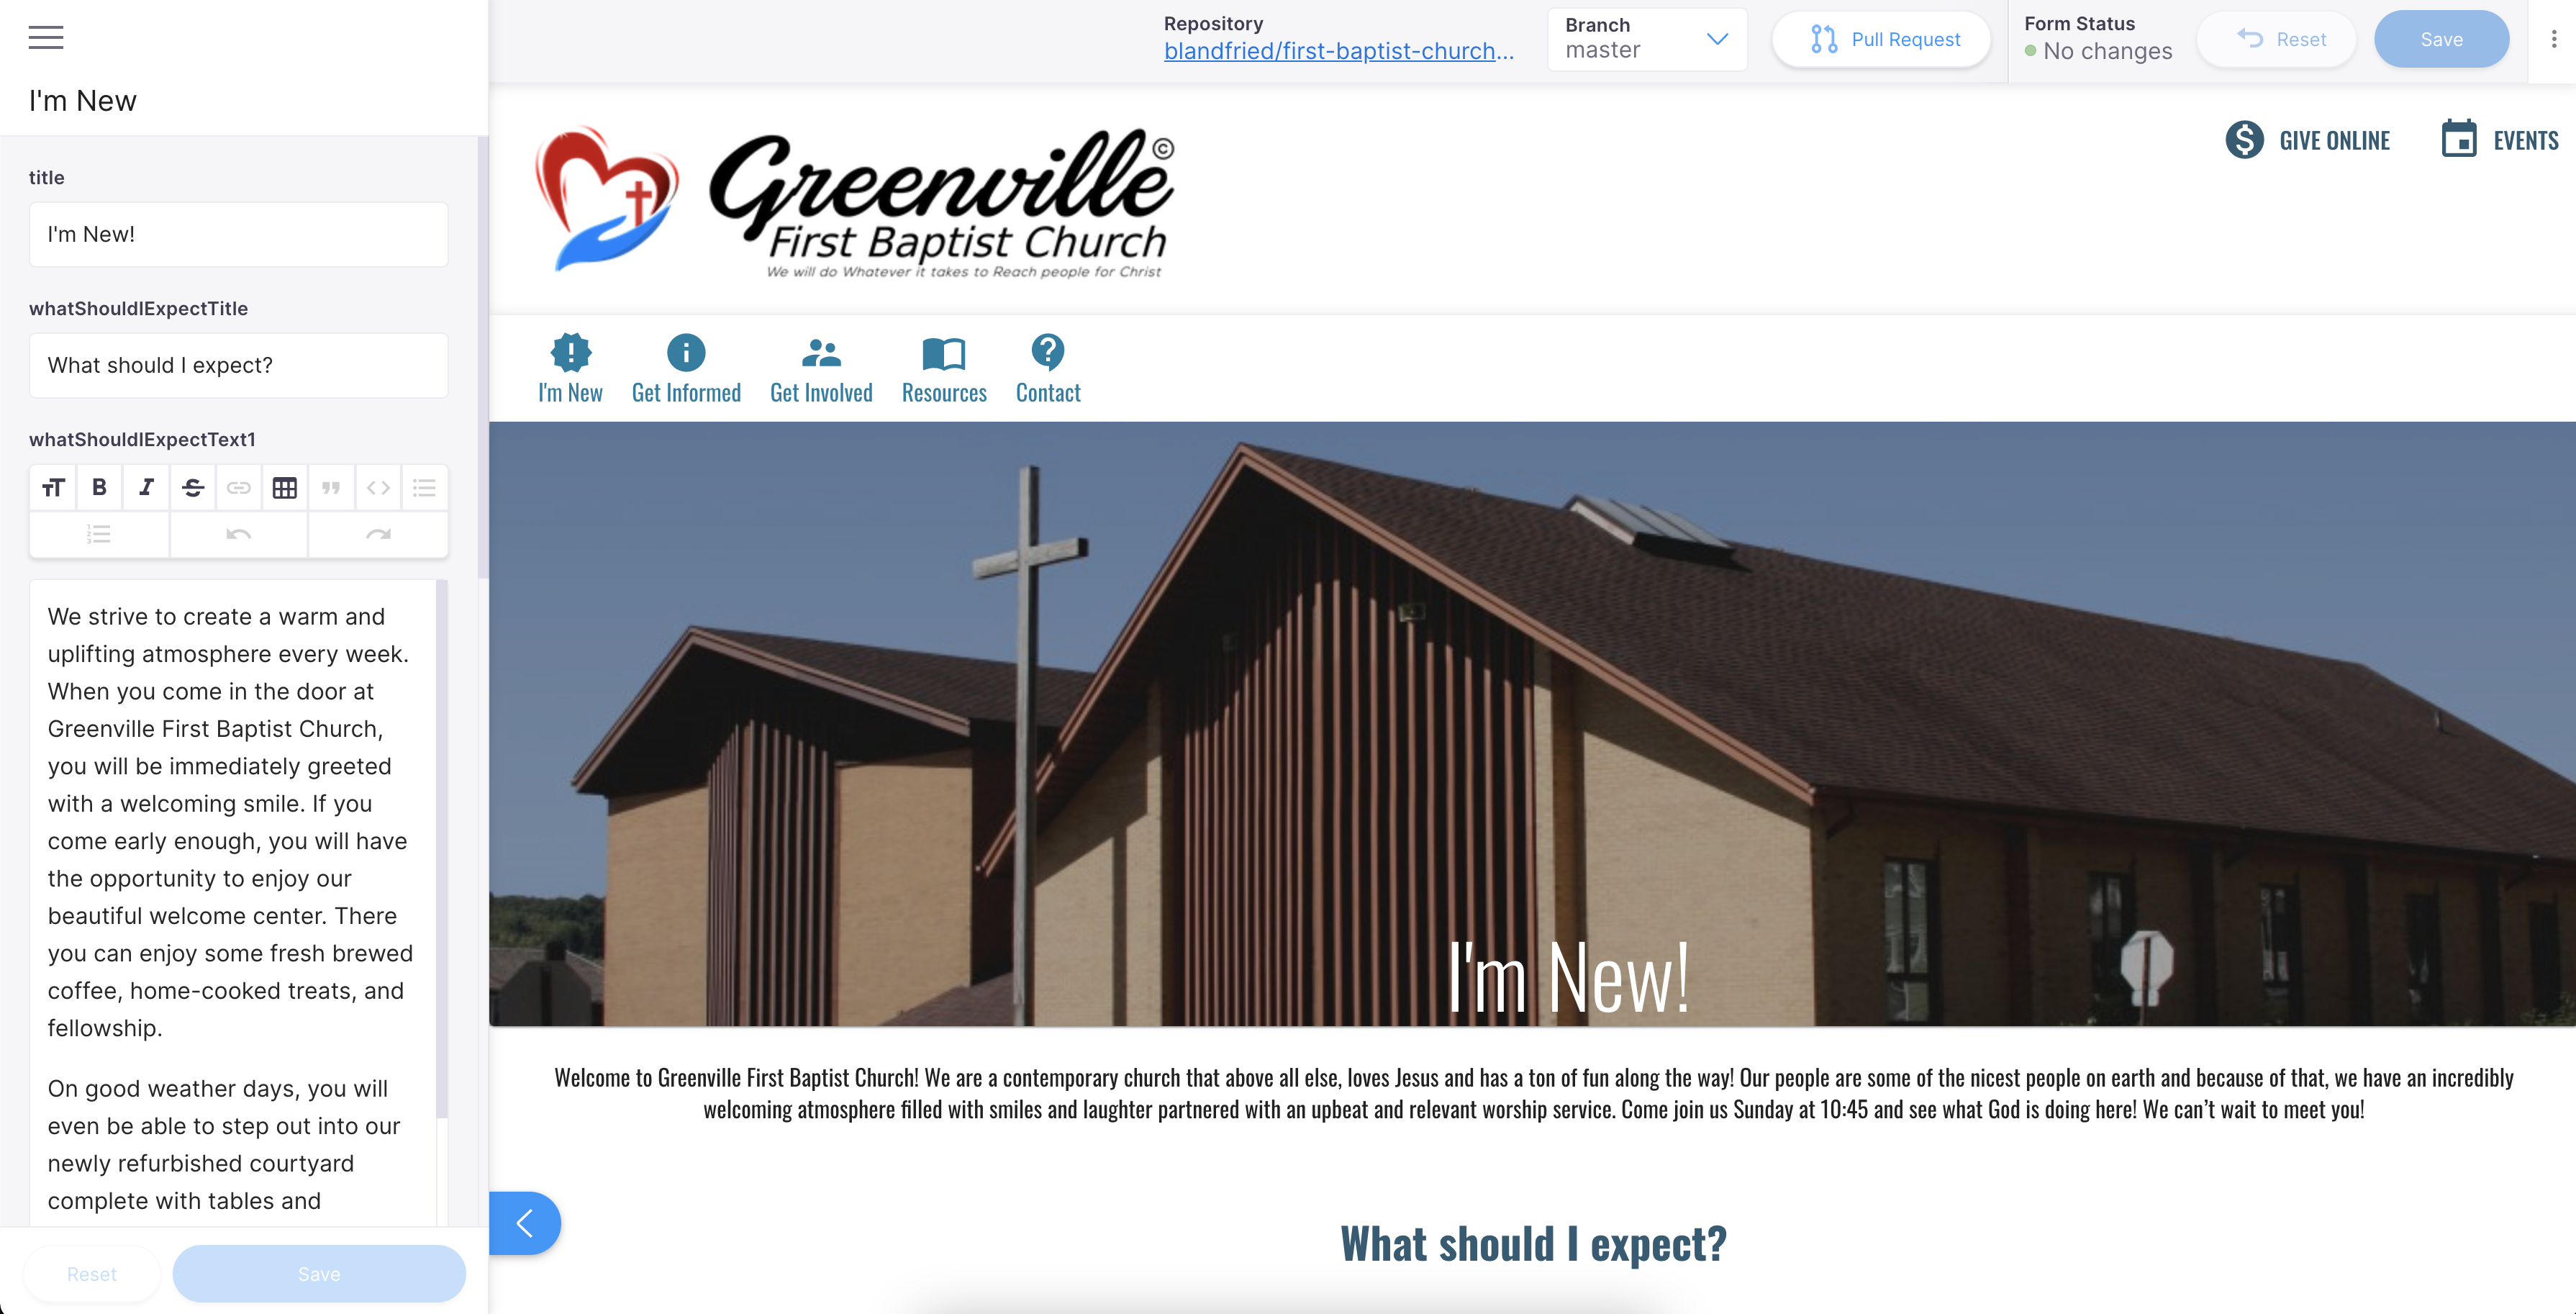 Repository
blandfried/first-baptist-church...
Branch
master
Pull Request
Form Status
No changes
Reset
Save
I'm New
title
I'm New!
whatShouldIExpectTitle
What should I expect?
whatShouldIExpectText1
We strive to create a warm and
uplifting atmosphere every week.
When you come in the door at
Greenville First Baptist Church,
you will be immediately greeted
with a welcoming smile. If you
come early enough, you will have
the opportunity to enjoy our
beautiful welcome center. There
you can enjoy some fresh brewed
coffee, home-cooked treats, and
fellowship.
On good weather days, you will
even be able to step out into our
newly refurbished courtyard
complete with tables and
Reset
Save
Greenville ©
First Baptist Church
We will do Whatever it takes to Reach people for Christ
GIVE ONLINE
EVENTS
I'm New
Get Informed
Get Involved
Resources
Contact
I'm New!
Welcome to Greenville First Baptist Church! We are a contemporary church that above all else, loves Jesus and has a ton of fun along the way! Our people are some of the nicest people on earth and because of that, we have an incredibly
welcoming atmosphere filled with smiles and laughter partnered with an upbeat and relevant worship service. Come join us Sunday at 10:45 and see what God is doing here! We can’t wait to meet you!
What should I expect?